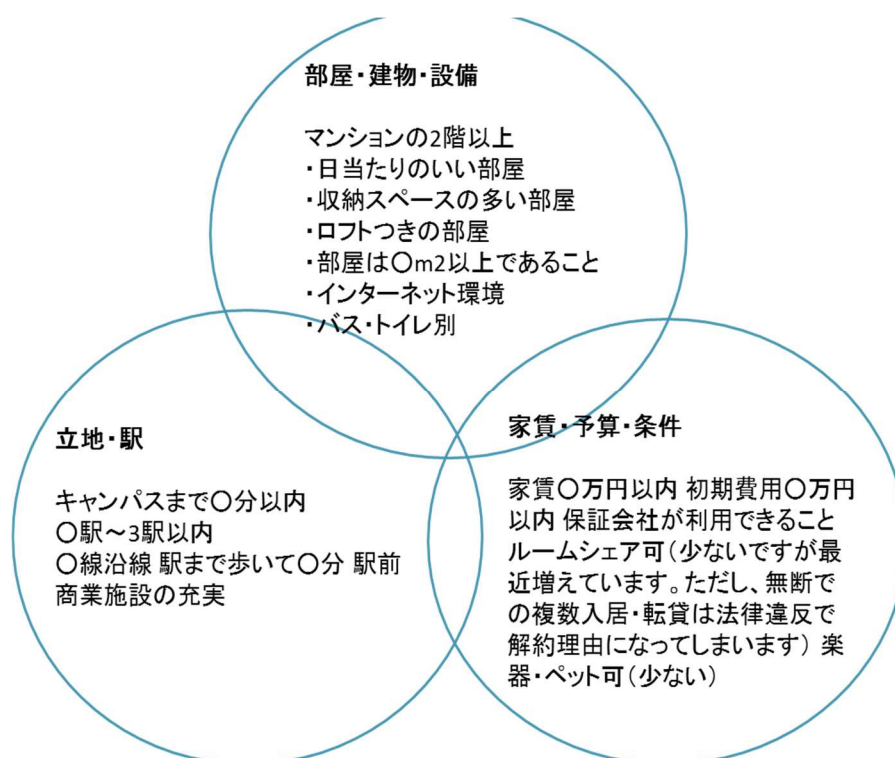 部屋・建物・設備
マンションの2階以上
・日当たりのいい部屋
・収納スペースの多い部屋
・ロフトつきの部屋
・部屋は〇m2以上であること
・インターネット環境
・バス・トイレ別
立地・駅
キャンパスまで〇分以内
〇駅～3駅以内
〇線沿線 駅まで歩いて〇分 駅前
商業施設の充実
家賃・予算・条件
家賃〇万円以内 初期費用〇万円
以内 保証会社が利用できること
ルームシェア可(少ないですが最
近増えています。ただし、無断で
の複数入居・転貸は法律違反で
解約理由になってしまいます) 楽
器・ペット可(少ない)